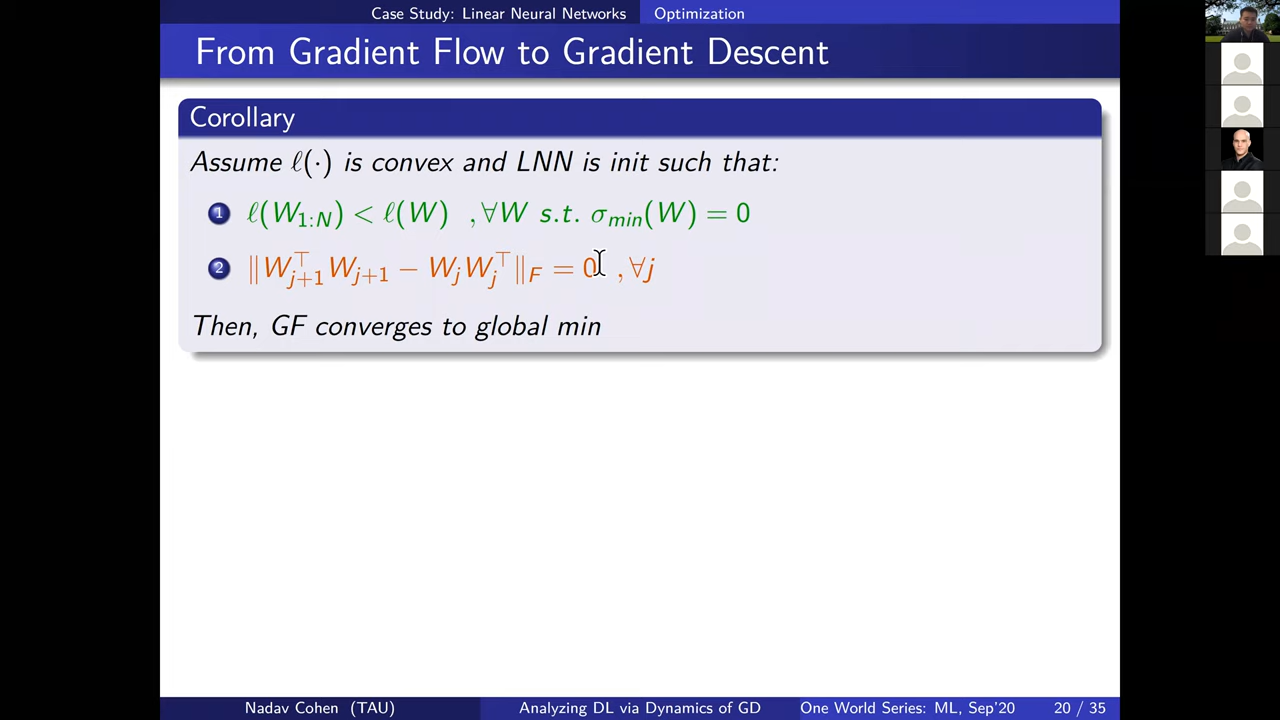 Case Study: Linear Neural Networks Optimization
From Gradient Flow to Gradient Descent
Corollary
Assume ℓ(·) is convex and LNN is init such that:
1 ℓ(W₁:N) < ℓ(W) , ∀W s.t. σmin(W) = 0
2 ‖W⊤j+1Wj+1 − WjW⊤j‖F = 0 , ∀j
Then, GF converges to global min
Nadav Cohen (TAU) Analyzing DL via Dynamics of GD One World Series: ML, Sep'20 20 / 35